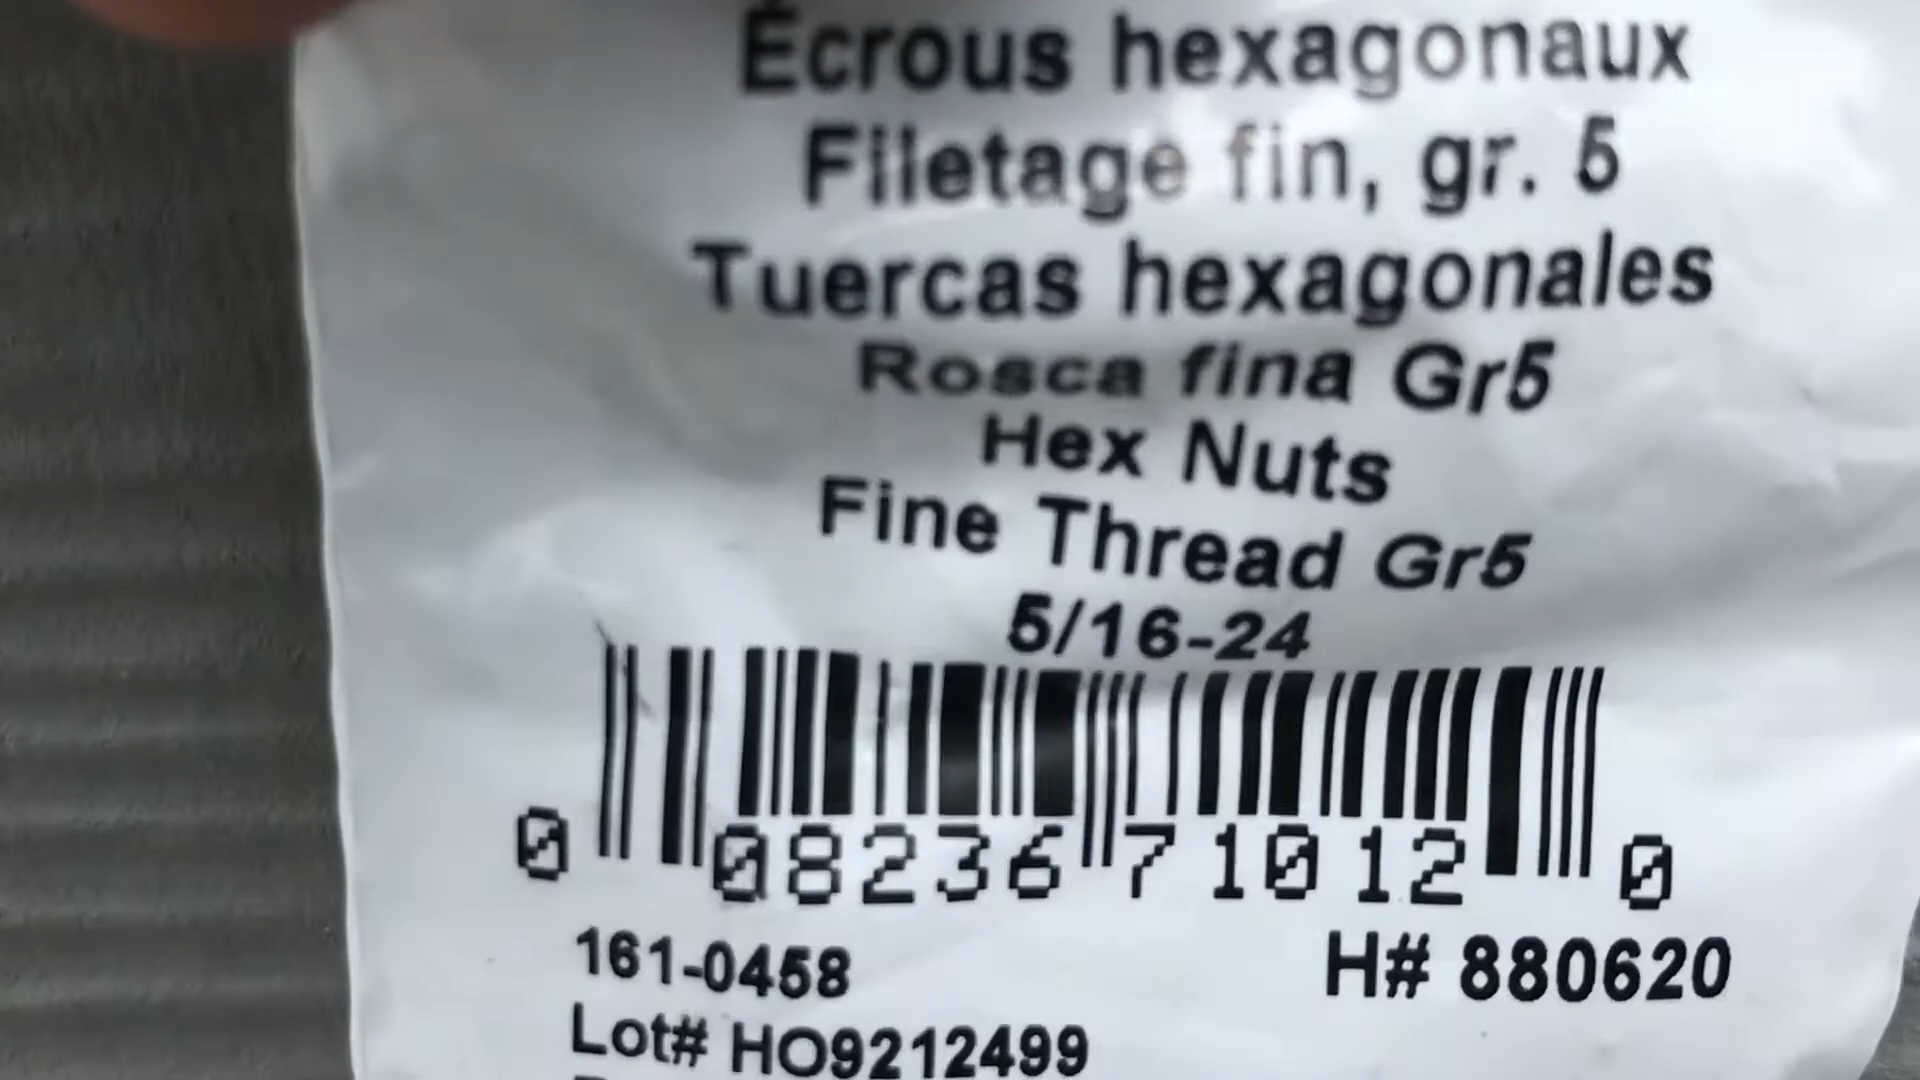 Écrous hexagonaux
Filetage fin, gr. 5
Tuercas hexagonales
Rosca fina Gr5
Hex Nuts
Fine Thread Gr5
5/16-24
0 08236 71012 0
161-0458 H# 880620
Lot# HO9212499